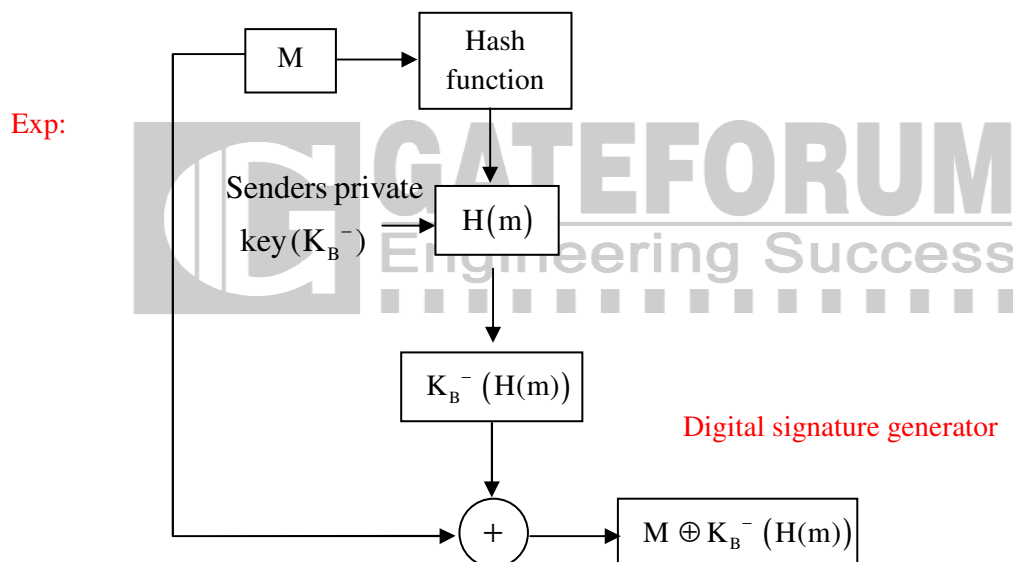 M
Hash
function
Exp:
GATEFORUM
Engineering Success
Senders private
key (K_B⁻)
H(m)
K_B⁻ (H(m))
Digital signature generator
+
M ⊕ K_B⁻ (H(m))